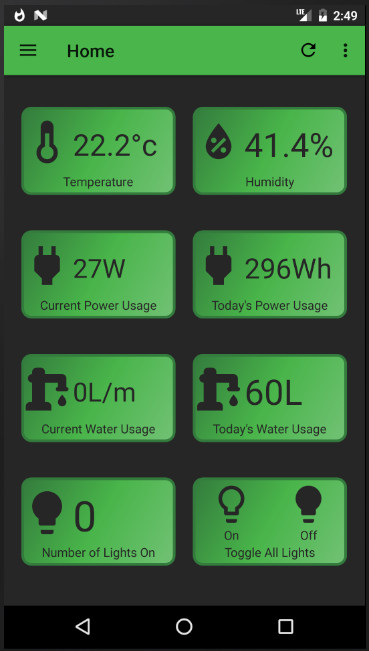 LTE 2:49
Home
22.2°c 41.4%
Temperature Humidity
27W 296Wh
Current Power Usage Today's Power Usage
0L/m 60L
Current Water Usage Today's Water Usage
0
On Off
Number of Lights On Toggle All Lights